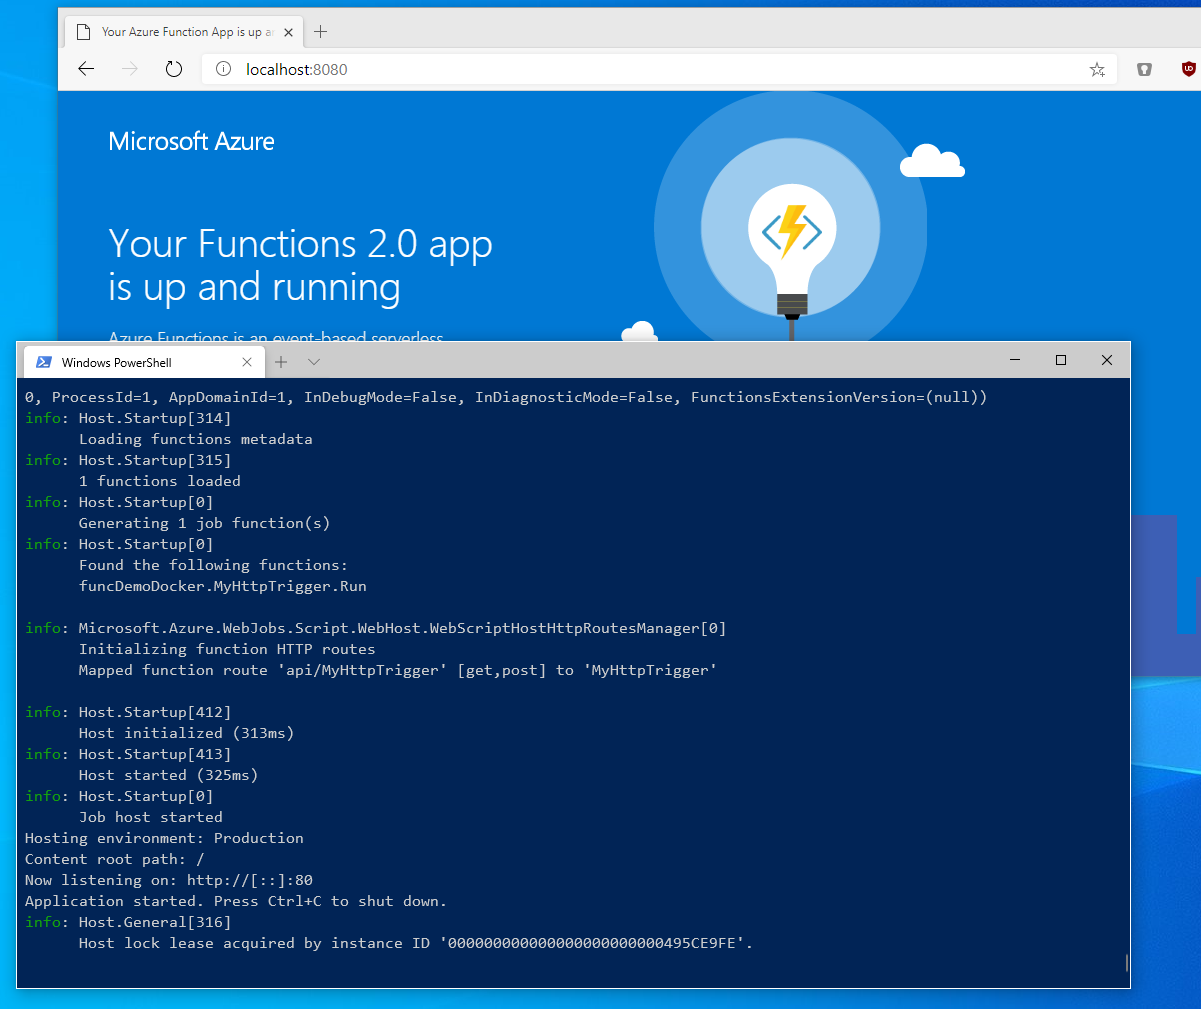 Your Azure Function App is up a
localhost:8080
Microsoft Azure
Your Functions 2.0 app
is up and running
Azure Functions is an event-based serverless
Windows PowerShell
0, ProcessId=1, AppDomainId=1, InDebugMode=False, InDiagnosticMode=False, FunctionsExtensionVersion=(null))
info: Host.Startup[314]
Loading functions metadata
info: Host.Startup[315]
1 functions loaded
info: Host.Startup[0]
Generating 1 job function(s)
info: Host.Startup[0]
Found the following functions:
funcDemoDocker.MyHttpTrigger.Run
info: Microsoft.Azure.WebJobs.Script.WebHost.WebScriptHostHttpRoutesManager[0]
Initializing function HTTP routes
Mapped function route 'api/MyHttpTrigger' [get,post] to 'MyHttpTrigger'
info: Host.Startup[412]
Host initialized (313ms)
info: Host.Startup[413]
Host started (325ms)
info: Host.Startup[0]
Job host started
Hosting environment: Production
Content root path: /
Now listening on: http://[::]:80
Application started. Press Ctrl+C to shut down.
info: Host.General[316]
Host lock lease acquired by instance ID '000000000000000000000000495CE9FE'.